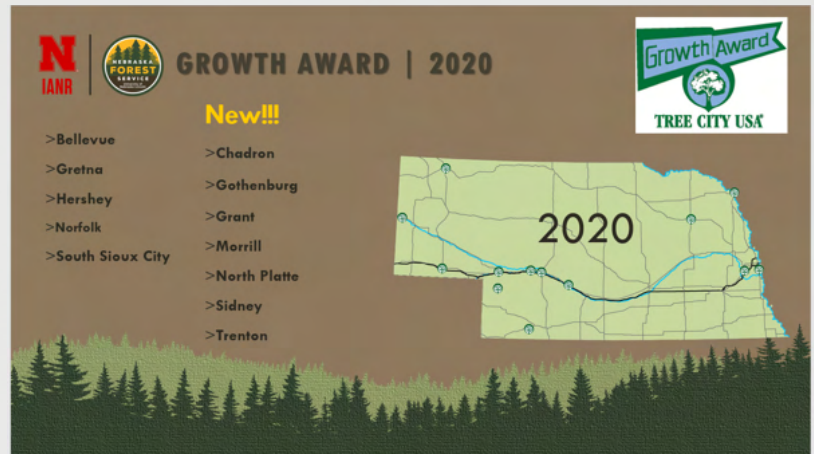 N
IANR
NEBRASKA
FOREST
SERVICE
GROWTH AWARD | 2020
Growth Award
TREE CITY USA®
>Bellevue
>Gretna
>Hershey
>Norfolk
>South Sioux City
New!!!
>Chadron
>Gothenburg
>Grant
>Morrill
>North Platte
>Sidney
>Trenton
2020